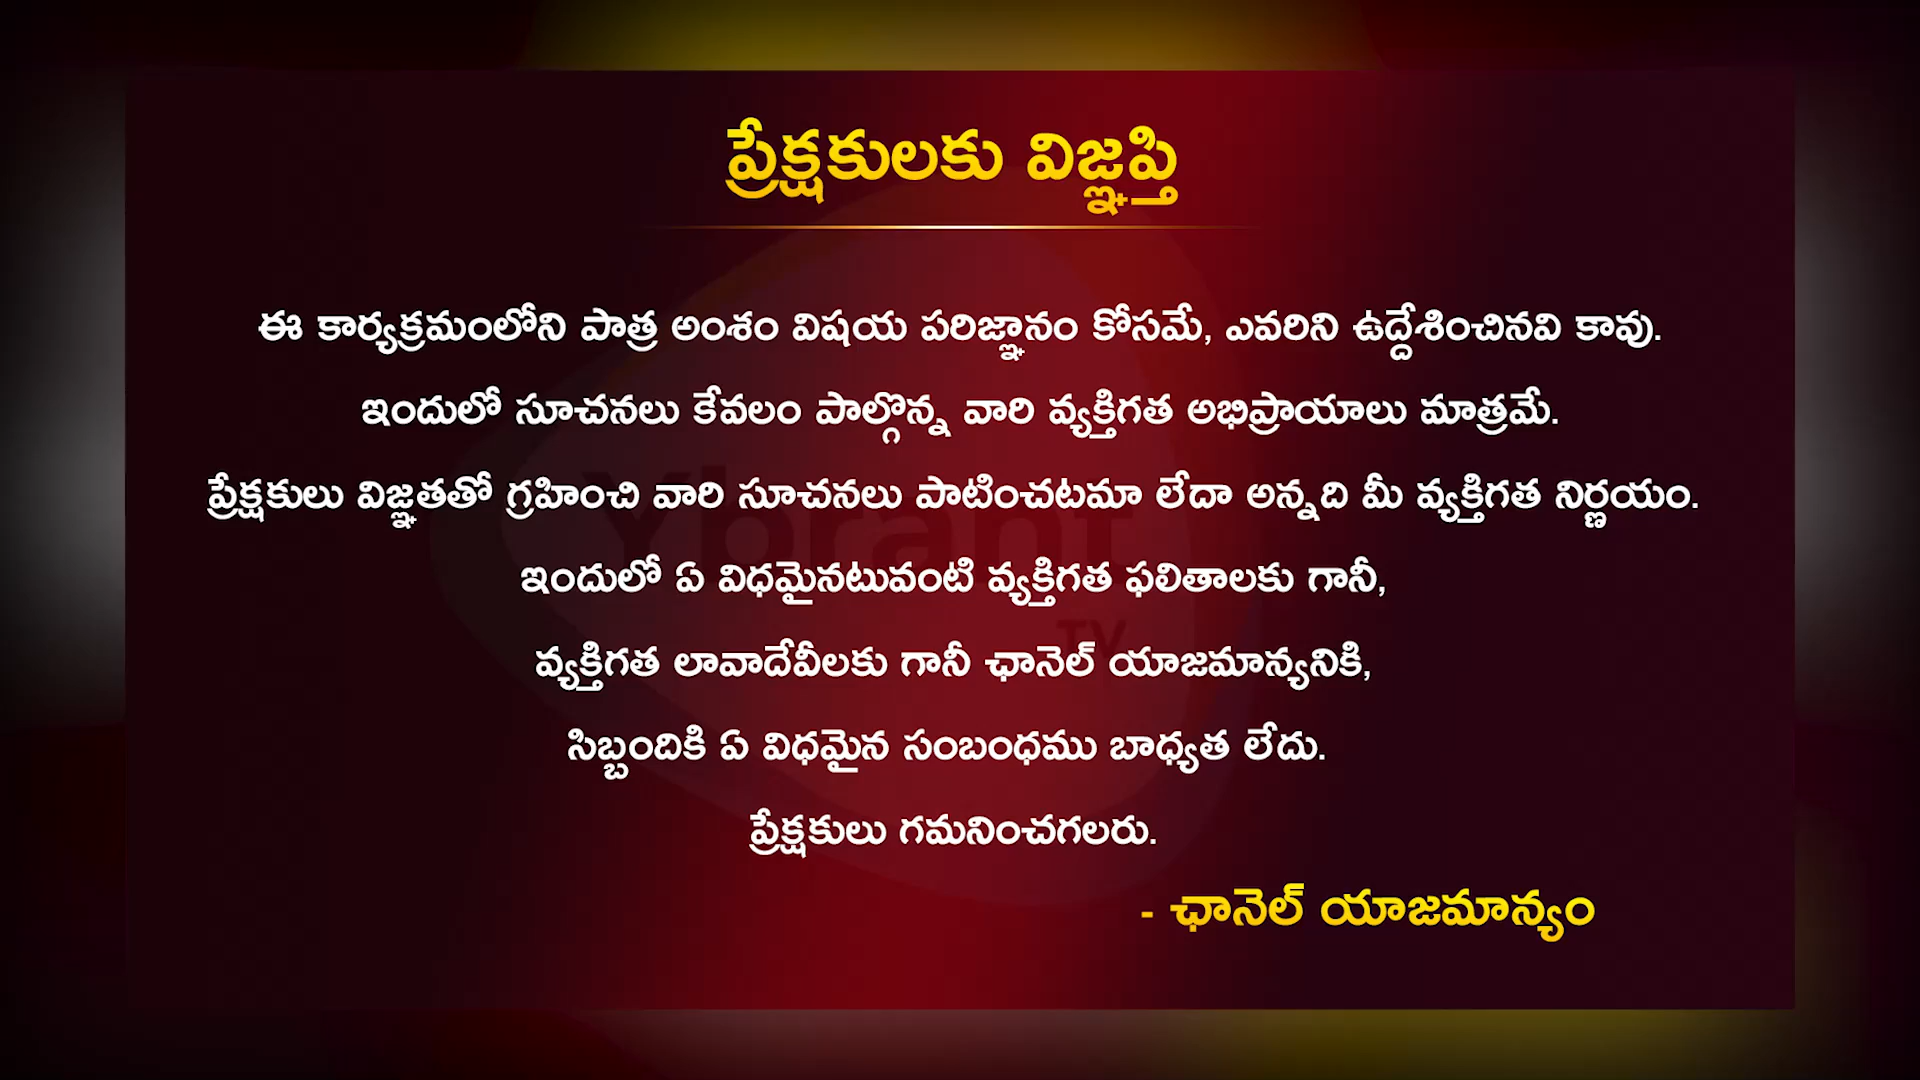 ప్రేక్షకులకు విజ్ఞప్తి
ఈ కార్యక్రమంలోని పాత్ర అంశం విషయ పరిజ్ఞానం కోసమే, ఎవరిని ఉద్దేశించినవి కావు.
ఇందులో సూచనలు కేవలం పాల్గొన్న వారి వ్యక్తిగత అభిప్రాయాలు మాత్రమే.
ప్రేక్షకులు విజ్ఞతతో గ్రహించి వారి సూచనలు పాటించటమా లేదా అన్నది మీ వ్యక్తిగత నిర్ణయం.
ఇందులో ఏ విధమైనటువంటి వ్యక్తిగత ఫలితాలకు గానీ,
వ్యక్తిగత లావాదేవీలకు గానీ ఛానెల్ యాజమాన్యనికి,
సిబ్బందికి ఏ విధమైన సంబంధము బాధ్యత లేదు.
ప్రేక్షకులు గమనించగలరు.
- ఛానెల్ యాజమాన్యం
Ybrant
TV